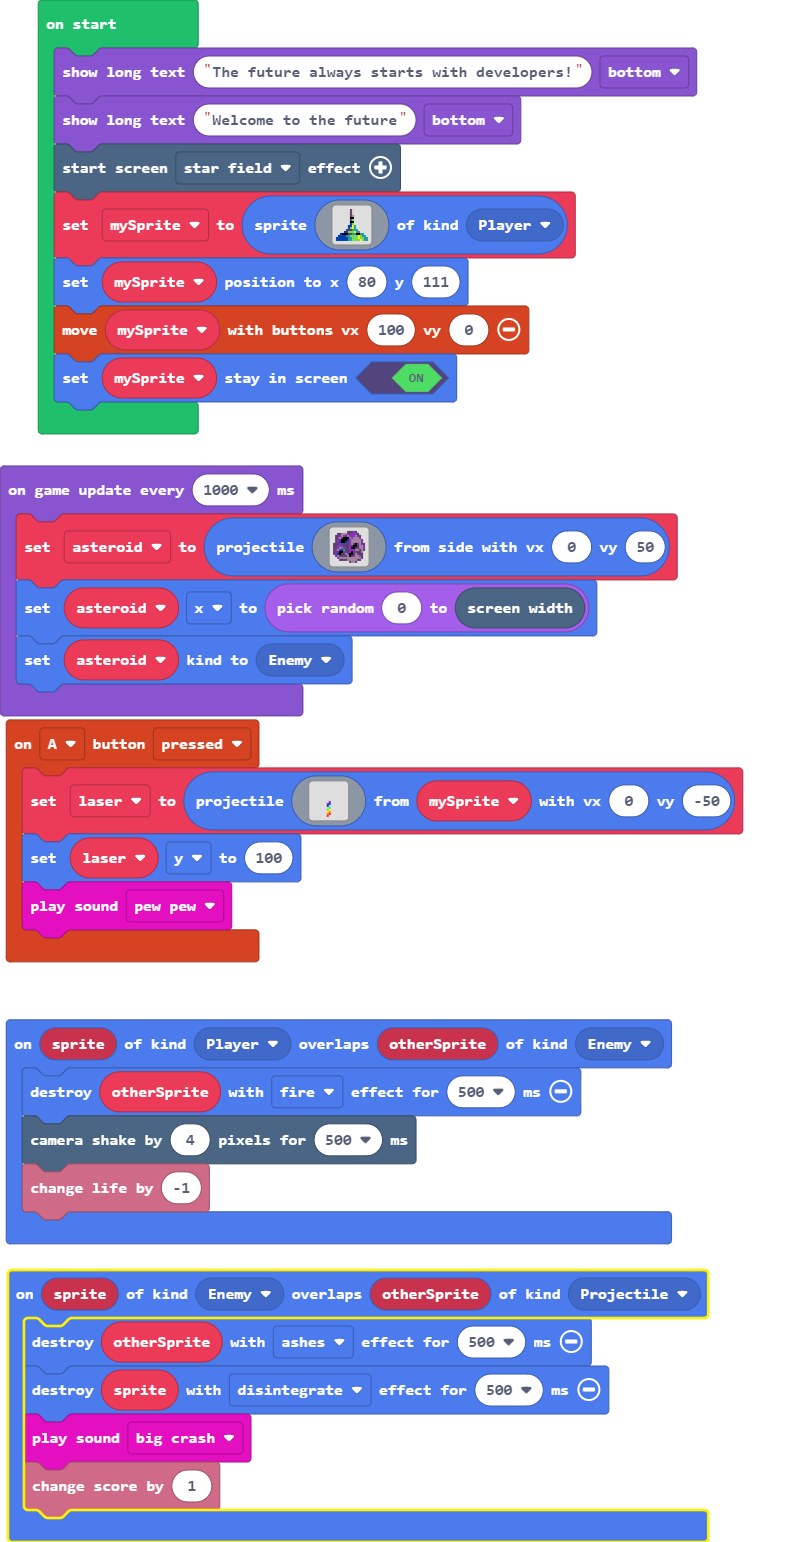 on start
show long text "The future always starts with developers!" bottom
show long text "Welcome to the future" bottom
start screen star field effect
set mySprite to sprite of kind Player
set mySprite position to x 80 y 111
move mySprite with buttons vx 100 vy 0
set mySprite stay in screen ON
on game update every 1000 ms
set asteroid to projectile from side with vx 0 vy 50
set asteroid x to pick random 0 to screen width
set asteroid kind to Enemy
on A button pressed
set laser to projectile from mySprite with vx 0 vy -50
set laser y to 100
play sound pew pew
on sprite of kind Player overlaps otherSprite of kind Enemy
destroy otherSprite with fire effect for 500 ms
camera shake by 4 pixels for 500 ms
change life by -1
on sprite of kind Enemy overlaps otherSprite of kind Projectile
destroy otherSprite with ashes effect for 500 ms
destroy sprite with disintegrate effect for 500 ms
play sound big crash
change score by 1